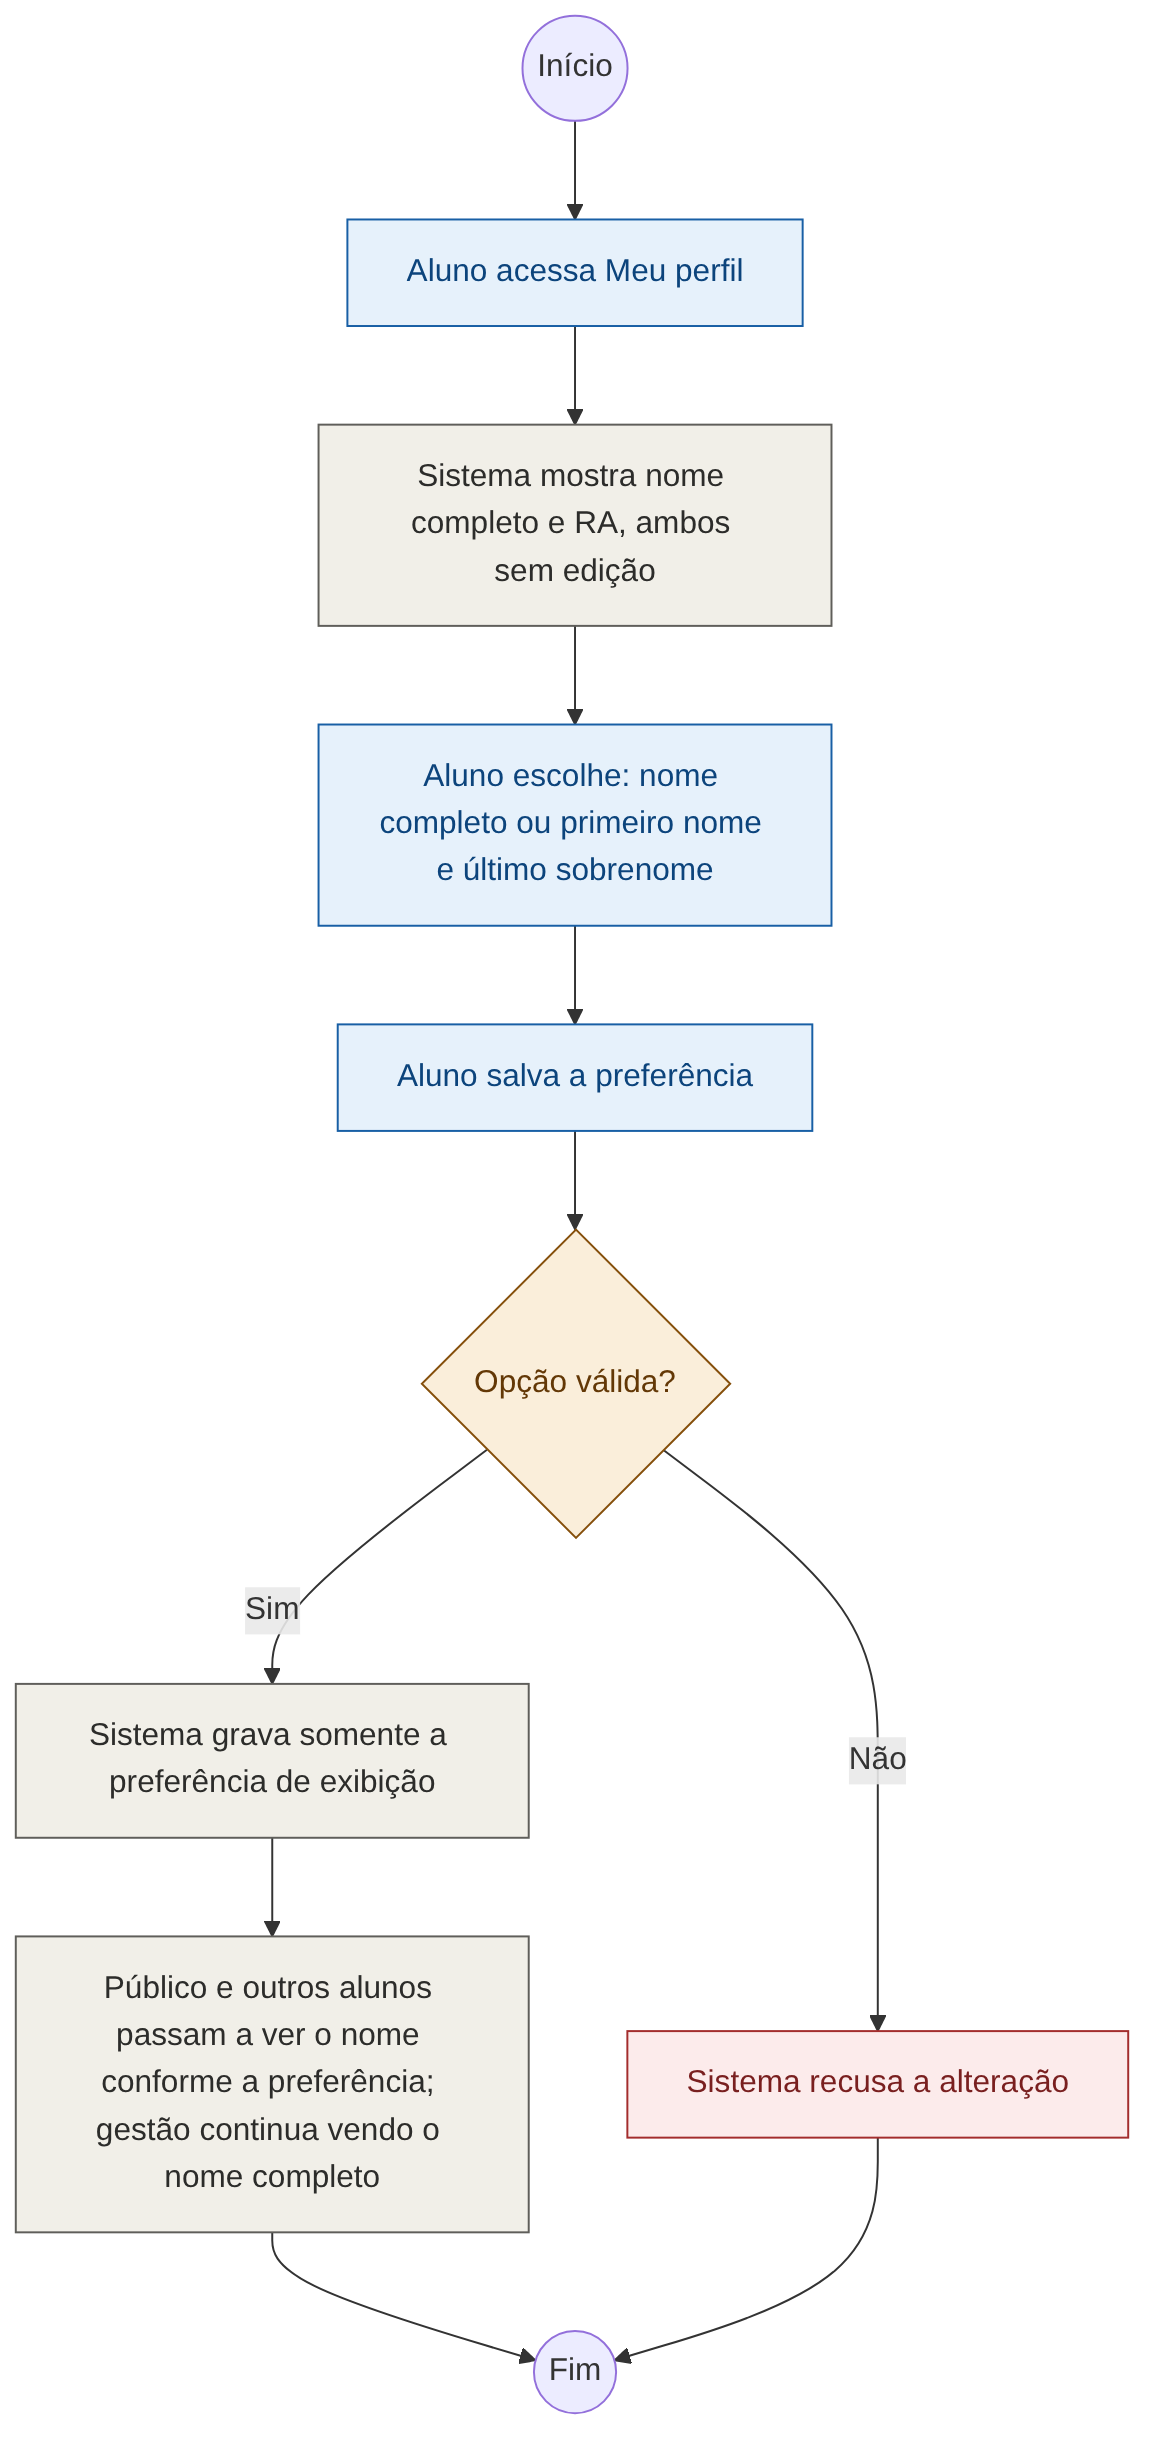 Início
Aluno acessa Meu perfil
Sistema mostra nome
completo e RA, ambos
sem edição
Aluno escolhe: nome
completo ou primeiro nome
e último sobrenome
Aluno salva a preferência
Opção válida?
Sim
Sistema grava somente a
preferência de exibição
Não
Público e outros alunos
passam a ver o nome
conforme a preferência;
gestão continua vendo o
nome completo
Sistema recusa a alteração
Fim